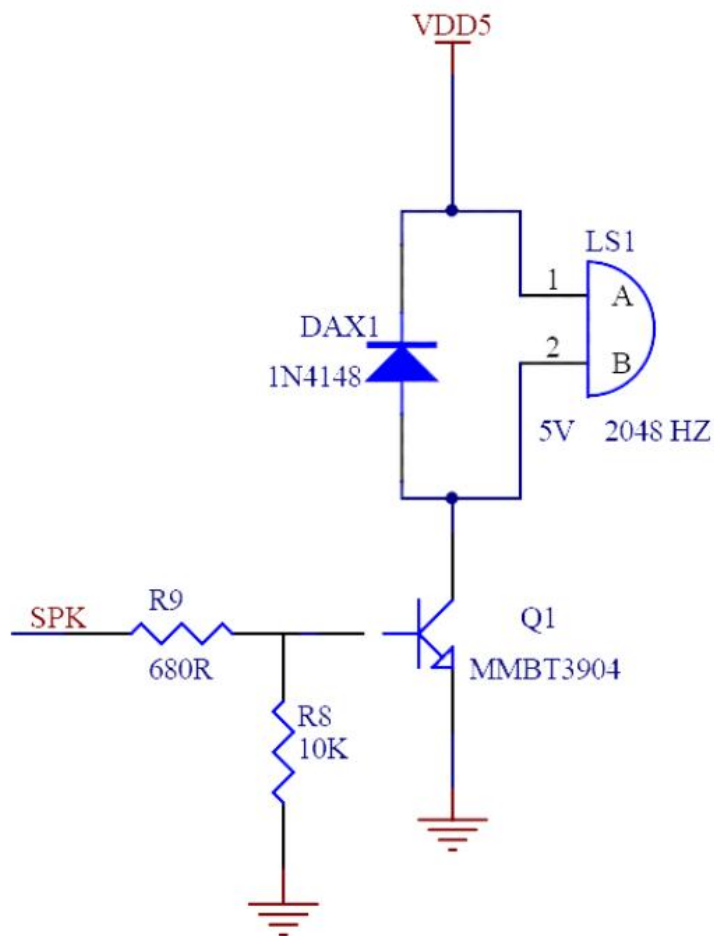 VDD5
LS1
1
A
DAX1
2
B
1N4148
5V 2048 HZ
SPK
R9
680R
Q1
MMBT3904
R8
10K